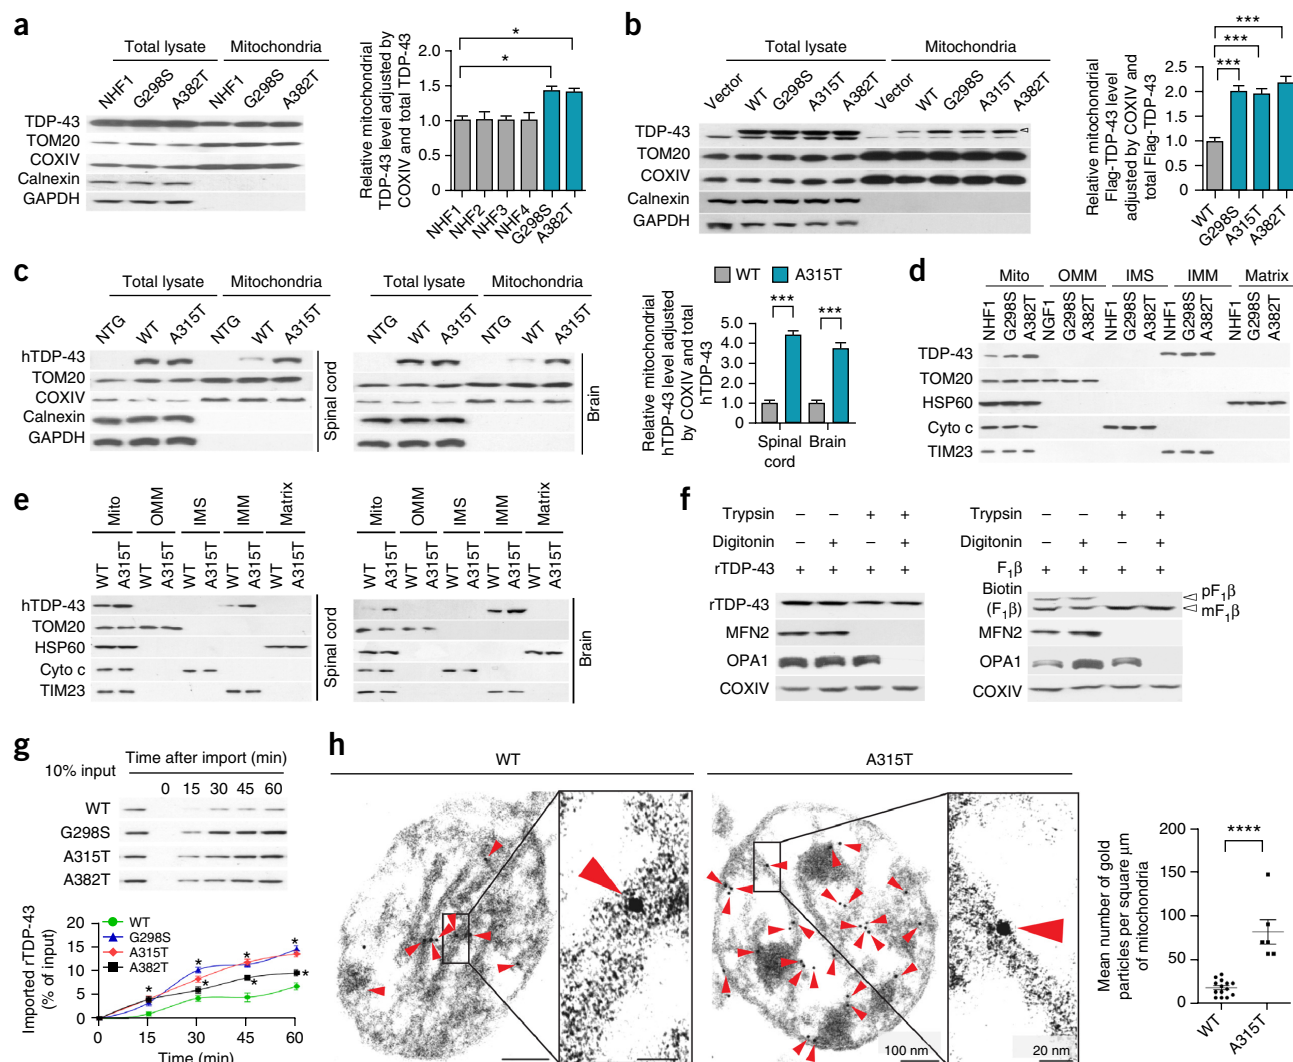 a
Total lysate Mitochondria
NHF1 G298S A382T NHF1 G298S A382T
TDP-43
TOM20
COXIV
Calnexin
GAPDH
Relative mitochondrial
TDP-43 level adjusted by
COXIV and total TDP-43
2.0
1.5
1.0
0.5
0
* *
NHF1 NHF2 NHF3 NHF4 G298S A382T
b
Total lysate Mitochondria
Vector WT G298S A315T A382T Vector WT G298S A315T A382T
TDP-43
TOM20
COXIV
Calnexin
GAPDH
Relative mitochondrial
Flag-TDP-43 level
adjusted by COXIV and
total Flag-TDP-43
2.5
2.0
1.5
1.0
0.5
0
***
***
***
WT G298S A315T A382T
c
Total lysate Mitochondria
NTG WT A315T NTG WT A315T
hTDP-43
TOM20
COXIV
Calnexin
GAPDH
Spinal cord
Total lysate Mitochondria
NTG WT A315T NTG WT A315T
Brain
WT A315T
Relative mitochondrial
hTDP-43 level adjusted
by COXIV and total
hTDP-43
5.0
4.0
3.0
2.0
1.0
0
*** ***
Spinal cord
Brain
d
Mito OMM IMS IMM Matrix
NHF1 G298S A382T NGF1 G298S A382T NHF1 G298S A382T NHF1 G298S A382T NHF1 G298S A382T
TDP-43
TOM20
HSP60
Cyto c
TIM23
e
Mito OMM IMS IMM Matrix
WT A315T WT A315T WT A315T WT A315T WT A315T
hTDP-43
TOM20
HSP60
Cyto c
TIM23
Spinal cord
Mito OMM IMS IMM Matrix
WT A315T WT A315T WT A315T WT A315T WT A315T
Brain
f
Trypsin – – + +
Digitonin – + – +
rTDP-43 + + + +
rTDP-43
MFN2
OPA1
COXIV
Trypsin – – + +
Digitonin – + – +
F1β + + + +
Biotin
(F1β)
pF1β
mF1β
MFN2
OPA1
COXIV
g
Time after import (min)
10% input 0 15 30 45 60
WT
G298S
A315T
A382T
Imported rTDP-43
(% of input)
20
15
10
5
0
WT
G298S
A315T
A382T
* * * * * * *
0 15 30 45 60
Time (min)
h
WT
A315T
100 nm
20 nm
Mean number of gold
particles per square µm
of mitochondria
200
150
100
50
0
****
WT A315T